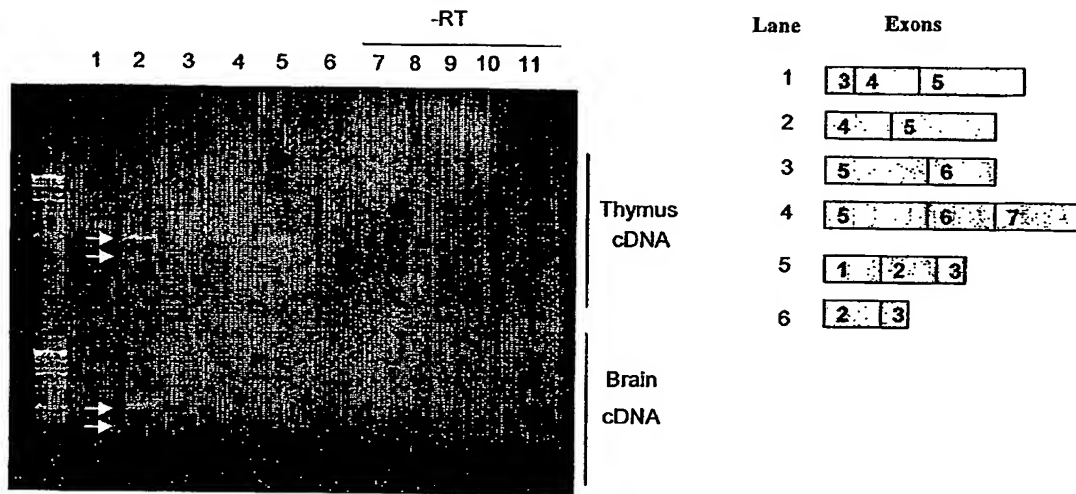 -RT
1 2 3 4 5 6 7 8 9 10 11
Thymus
cDNA
Brain
cDNA
Lane Exons
1 3 4 5
2 4 5
3 5 6
4 5 6 7
5 1 2 3
6 2 3